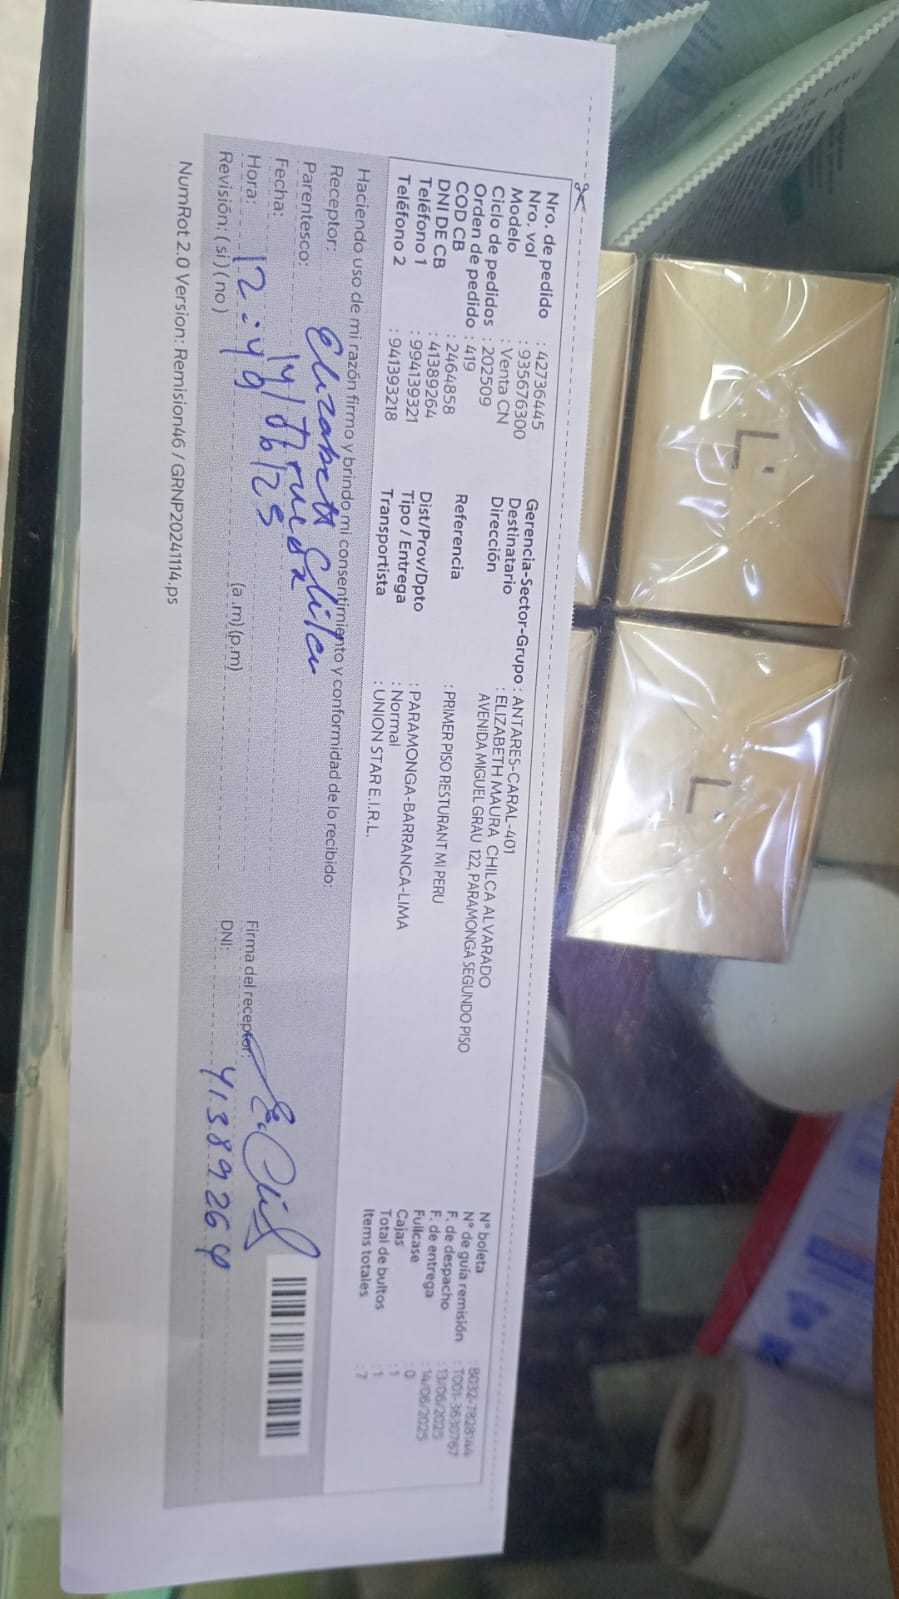 Nro. de pedido : 42736445
Nro. vol : 935676300
Modelo : Venta CN
Ciclo de pedidos : 202509
Orden de pedido : 419
COD CB : 2464858
DNI DE CB : 41389264
Teléfono 1 : 994139321
Teléfono 2 : 941393218
Gerencia-Sector-Grupo : ANTARES-CARAL-401
Destinatario : ELIZABETH MAURA CHILCA ALVARADO
Dirección AVENIDA MIGUEL GRAU 122, PARAMONGA SEGUNDO PISO
Referencia : PRIMER PISO RESTURANT MI PERU
Dist/Prov/Dpto : PARAMONGA-BARRANCA-LIMA
Tipo / Entrega : Normal
Transportista : UNION STAR E.I.R.L.
N° boleta : B032-7828144
N° de guía remisión : T001-3630767
F. de despacho : 13/06/2025
F. de entrega : 14/06/2025
Fullcase : 0
Cajas : 1
Total de bultos : 1
Items totales : 7
Haciendo uso de mi razón firmo y brindo mi consentimiento y conformidad de lo recibido:
Receptor: Elizabeth Chilca
Parentesco:
Fecha: 14/06/25
Hora: 12:49 (a.m)(p.m)
Revisión: ( si ) ( no )
Firma del receptor:
DNI: 41389264
NumRot 2.0 Version: Remision46 / GRNP20241114.ps
L
L